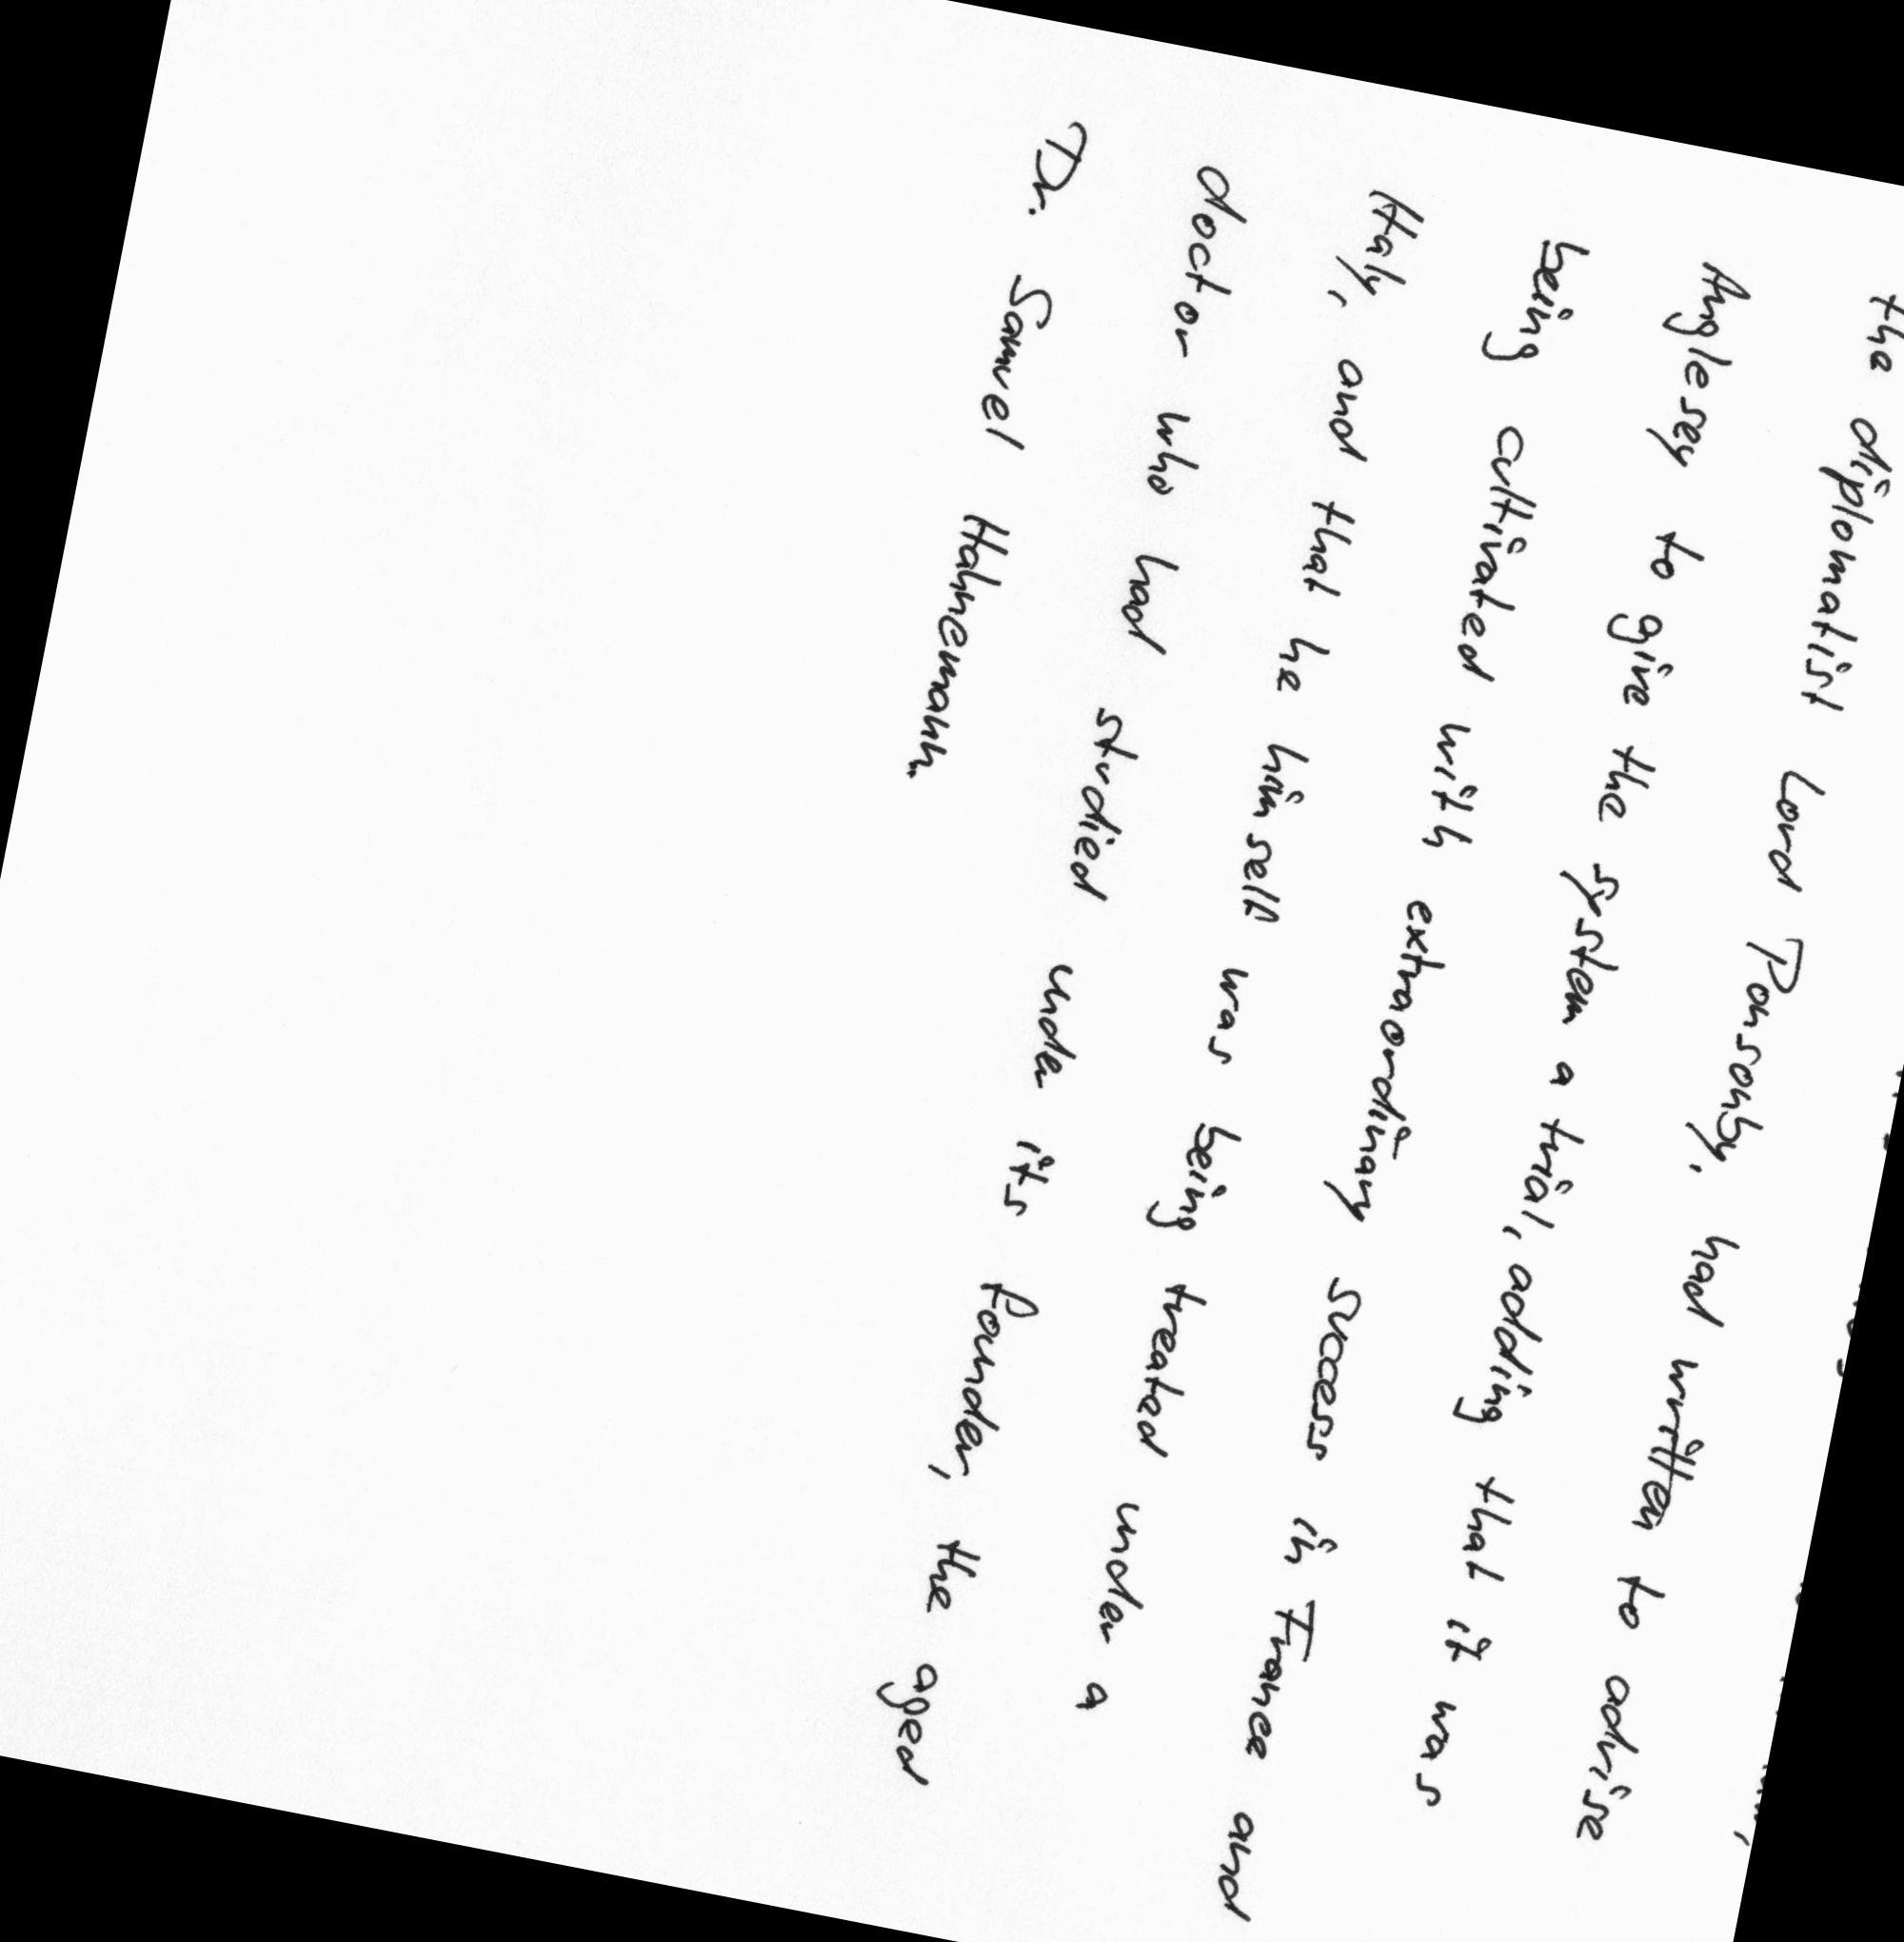 the diplomatist Lord Ponsonby, had written to advise
Anglesey to give the system a trial, adding that it was
being cultivated with extraordinary success in France and
Italy, and that he himself was being treated under a
doctor who had studied under its founder, the aged
Dr. Samuel Hahnemann.